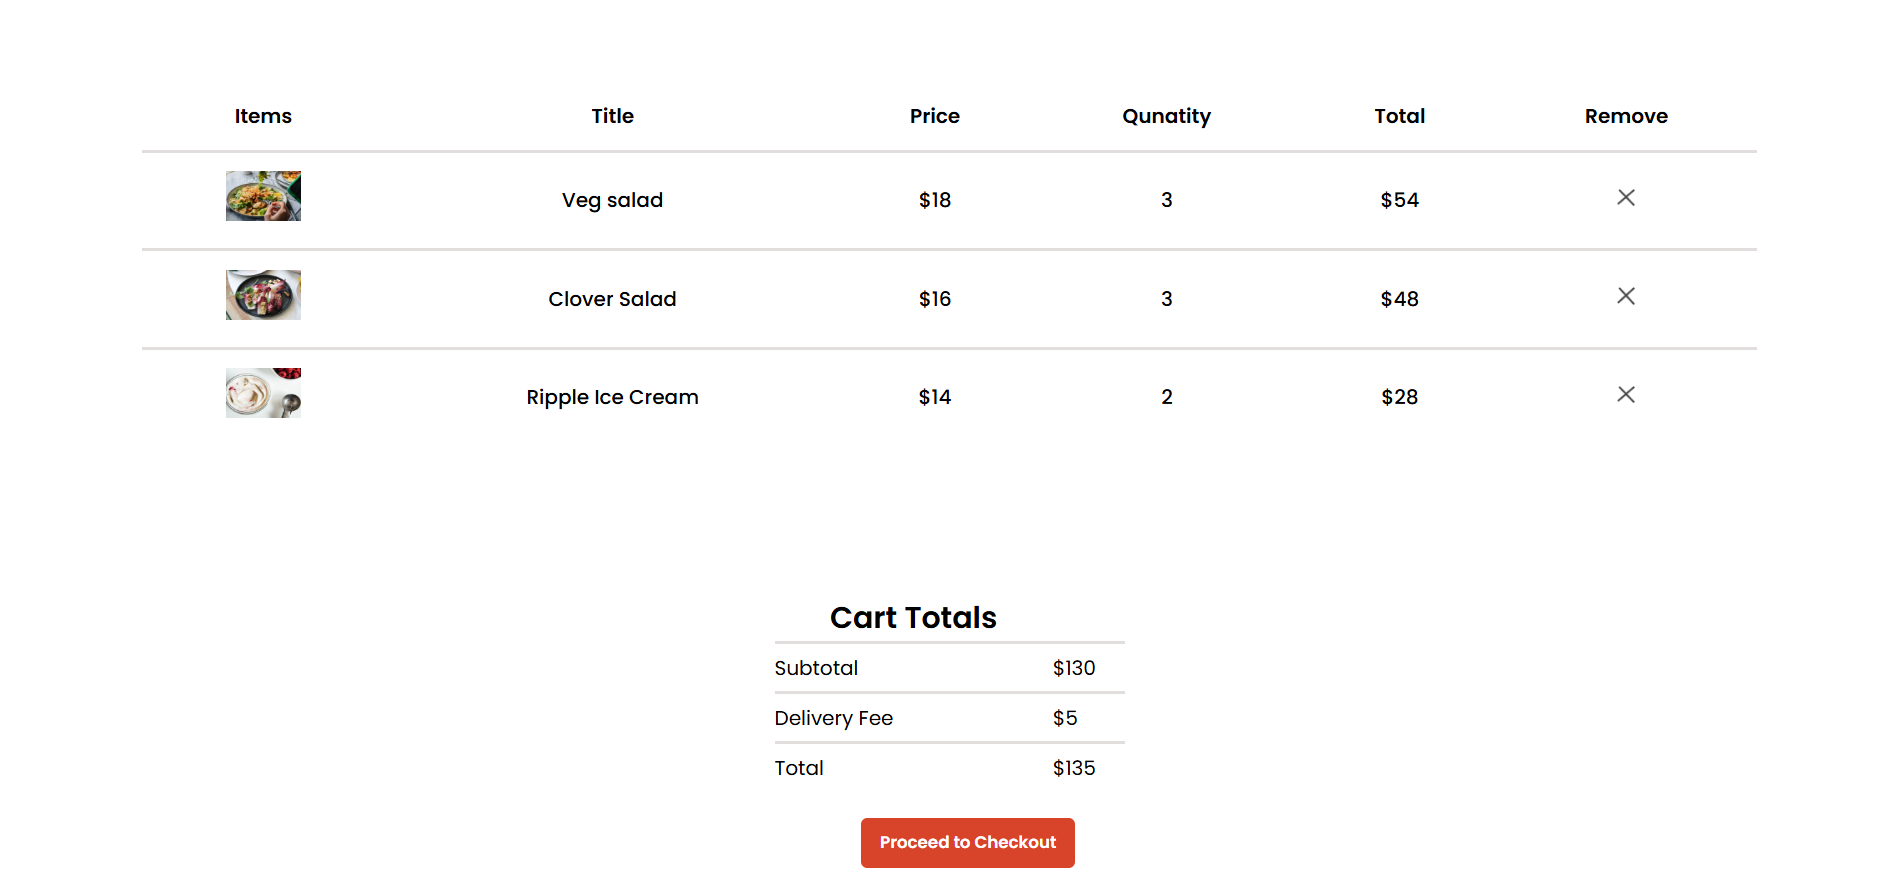 Items Title Price Qunatity Total Remove
Veg salad $18 3 $54
Clover Salad $16 3 $48
Ripple Ice Cream $14 2 $28
Cart Totals
Subtotal $130
Delivery Fee $5
Total $135
Proceed to Checkout